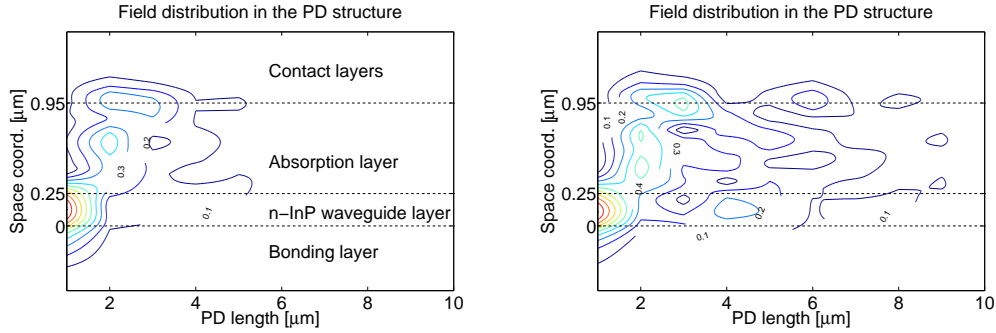 Field distribution in the PD structure
Space coord. [μm]
0.95
0.25
0
Contact layers
Absorption layer
n−InP waveguide layer
Bonding layer
0.2
0.3
0.1
2
4
6
8
10
PD length [μm]
Field distribution in the PD structure
Space coord. [μm]
0.95
0.25
0
0.1
0.2
0.3
0.4
0.2
0.1
0.1
2
4
6
8
10
PD length [μm]